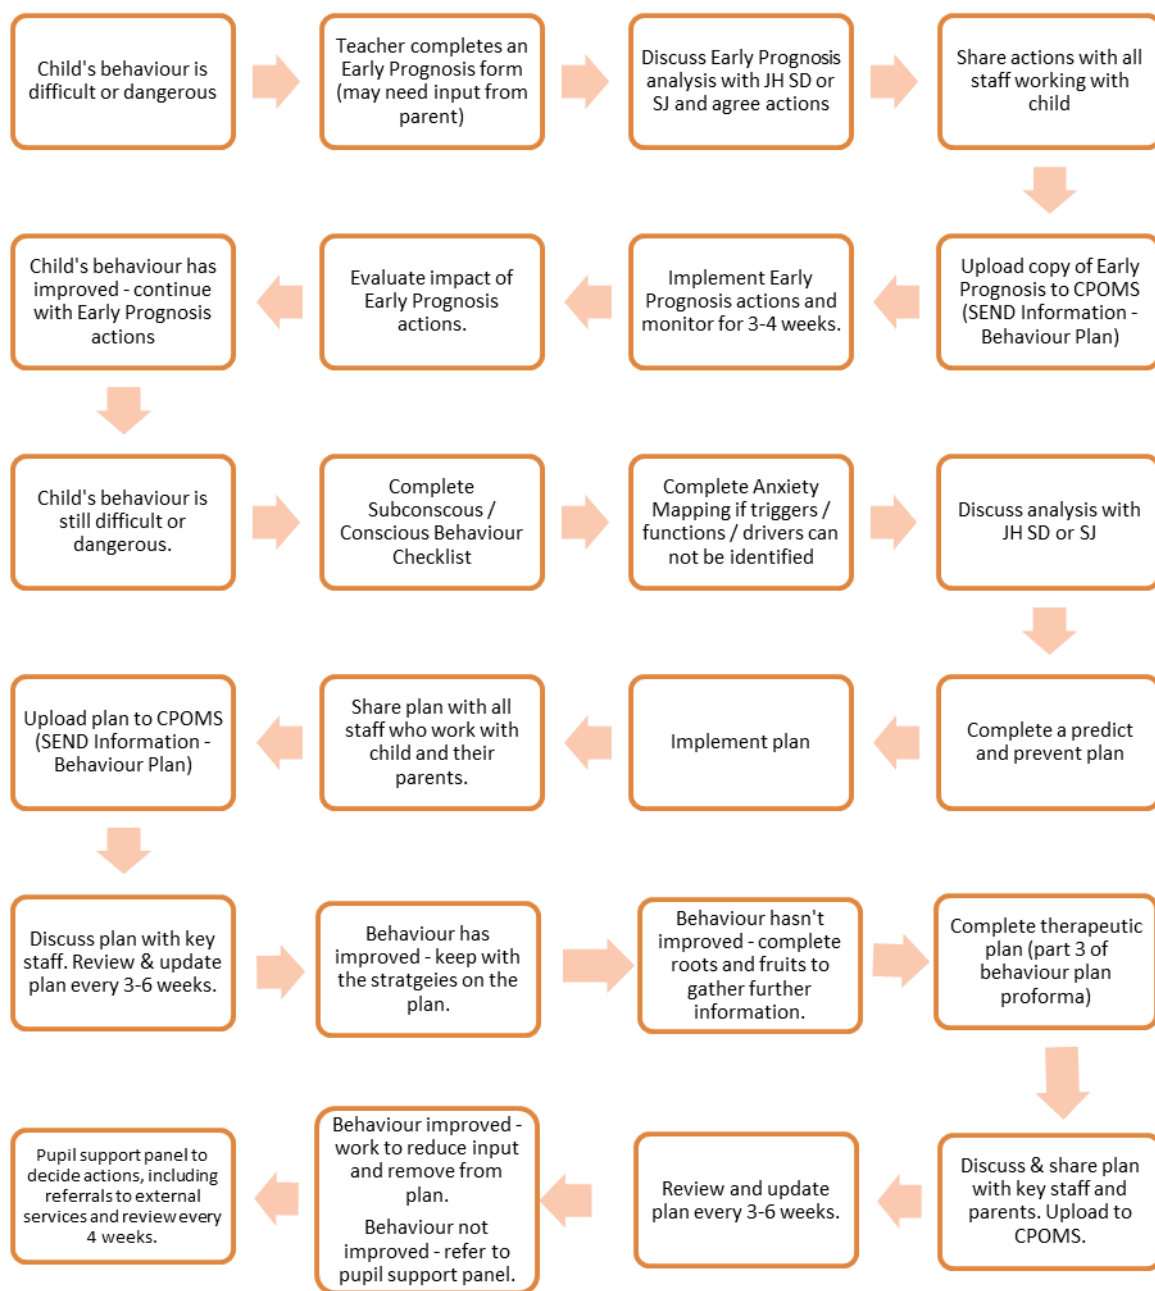 Child's behaviour is
difficult or dangerous
Teacher completes an
Early Prognosis form
(may need input from
parent)
Discuss Early Prognosis
analysis with JH SD or
SJ and agree actions
Share actions with all
staff working with
child
Upload copy of Early
Prognosis to CPOMS
(SEND Information -
Behaviour Plan)
Implement Early
Prognosis actions and
monitor for 3-4 weeks.
Evaluate impact of
Early Prognosis
actions.
Child's behaviour has
improved - continue
with Early Prognosis
actions
Child's behaviour is
still difficult or
dangerous.
Complete
Subconscous /
Conscious Behaviour
Checklist
Complete Anxiety
Mapping if triggers /
functions / drivers can
not be identified
Discuss analysis with
JH SD or SJ
Complete a predict
and prevent plan
Implement plan
Share plan with all
staff who work with
child and their
parents.
Upload plan to CPOMS
(SEND Information -
Behaviour Plan)
Discuss plan with key
staff. Review & update
plan every 3-6 weeks.
Behaviour has
improved - keep with
the stratgeies on the
plan.
Behaviour hasn't
improved - complete
roots and fruits to
gather further
information.
Complete therapeutic
plan (part 3 of
behaviour plan
proforma)
Discuss & share plan
with key staff and
parents. Upload to
CPOMS.
Review and update
plan every 3-6 weeks.
Behaviour improved -
work to reduce input
and remove from
plan.
Behaviour not
improved - refer to
pupil support panel.
Pupil support panel to
decide actions, including
referrals to external
services and review every
4 weeks.